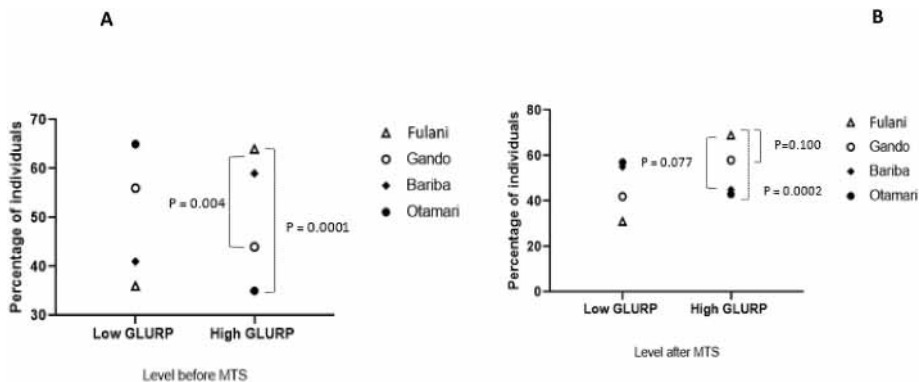 A
Percentage of individuals
70
60
50
40
30
P = 0.004
P = 0.0001
Low GLURP
High GLURP
Level before MTS
Fulani
Gando
Bariba
Otamari
B
Percentage of individuals
80
60
40
20
0
P = 0.077
P=0.100
P = 0.0002
Low GLURP
High GLURP
Level after MTS
Fulani
Gando
Bariba
Otamari